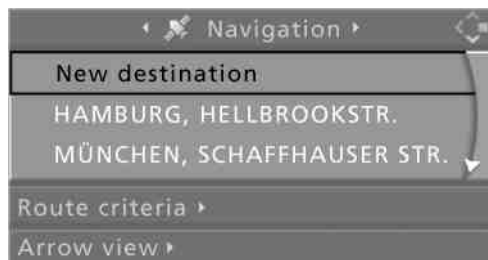 Navigation
New destination
HAMBURG, HELLBROOKSTR.
MÜNCHEN, SCHAFFHAUSER STR.
Route criteria
Arrow view